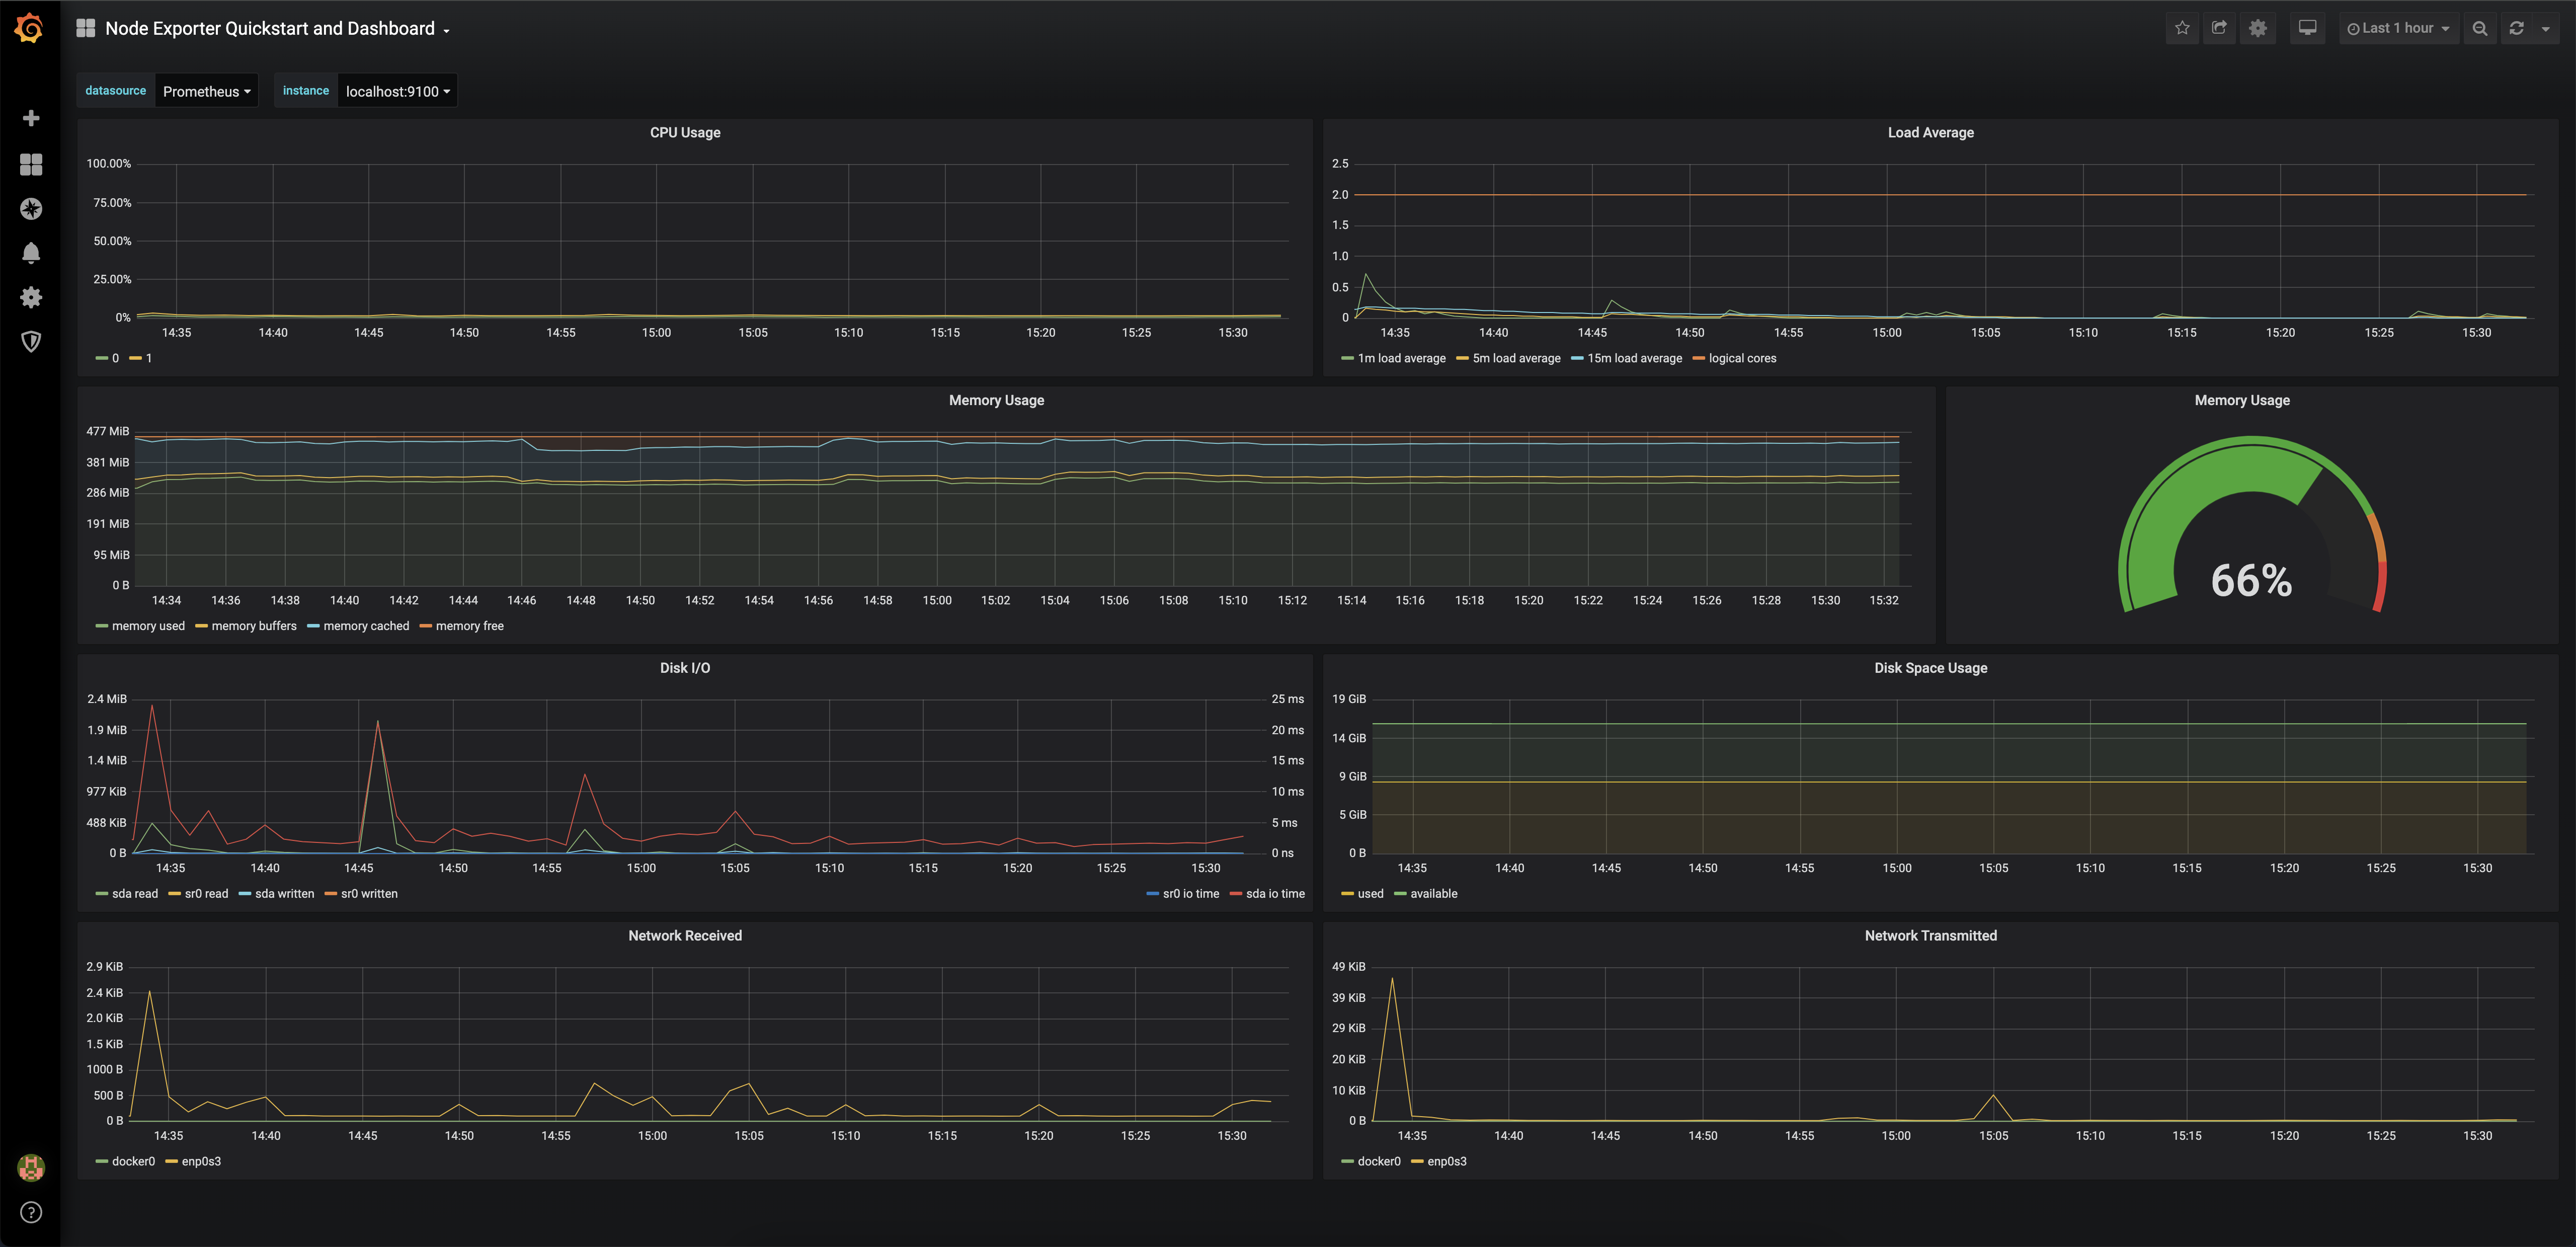 Node Exporter Quickstart and Dashboard
Last 1 hour
datasource Prometheus instance localhost:9100
CPU Usage
100.00%
75.00%
50.00%
25.00%
0%
14:35 14:40 14:45 14:50 14:55 15:00 15:05 15:10 15:15 15:20 15:25 15:30
0 1
Load Average
2.5
2.0
1.5
1.0
0.5
0
14:35 14:40 14:45 14:50 14:55 15:00 15:05 15:10 15:15 15:20 15:25 15:30
1m load average 5m load average 15m load average logical cores
Memory Usage
477 MiB
381 MiB
286 MiB
191 MiB
95 MiB
0 B
14:34 14:36 14:38 14:40 14:42 14:44 14:46 14:48 14:50 14:52 14:54 14:56 14:58 15:00 15:02 15:04 15:06 15:08 15:10 15:12 15:14 15:16 15:18 15:20 15:22 15:24 15:26 15:28 15:30 15:32
memory used memory buffers memory cached memory free
Memory Usage
66%
Disk I/O
2.4 MiB 25 ms
1.9 MiB 20 ms
1.4 MiB 15 ms
977 KiB 10 ms
488 KiB 5 ms
0 B 0 ns
14:35 14:40 14:45 14:50 14:55 15:00 15:05 15:10 15:15 15:20 15:25 15:30
sda read sr0 read sda written sr0 written sr0 io time sda io time
Disk Space Usage
19 GiB
14 GiB
9 GiB
5 GiB
0 B
14:35 14:40 14:45 14:50 14:55 15:00 15:05 15:10 15:15 15:20 15:25 15:30
used available
Network Received
2.9 KiB
2.4 KiB
2.0 KiB
1.5 KiB
1000 B
500 B
0 B
14:35 14:40 14:45 14:50 14:55 15:00 15:05 15:10 15:15 15:20 15:25 15:30
docker0 enp0s3
Network Transmitted
49 KiB
39 KiB
29 KiB
20 KiB
10 KiB
0 B
14:35 14:40 14:45 14:50 14:55 15:00 15:05 15:10 15:15 15:20 15:25 15:30
docker0 enp0s3